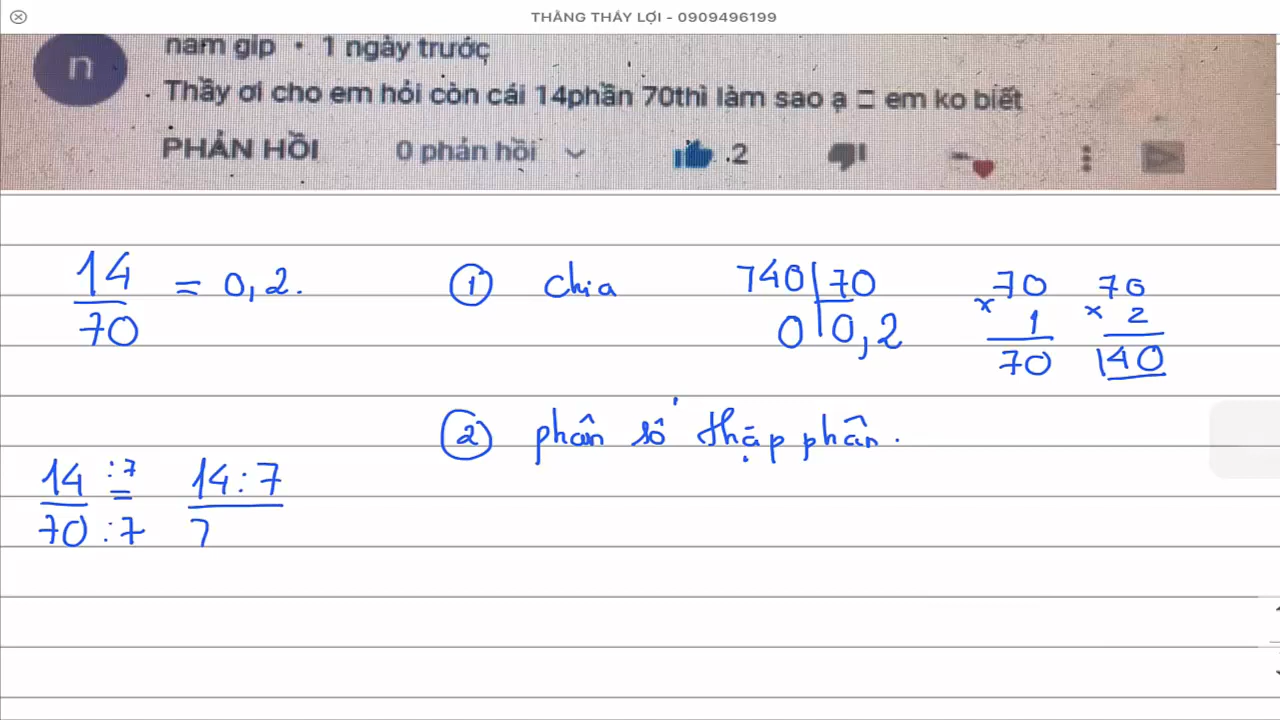 THẮNG THẦY LỢI - 0909496199
nam gip • 1 ngày trước
Thầy ơi cho em hỏi còn cái 14phần 70thì làm sao ạ em ko biết
PHẢN HỒI 0 phản hồi 2
14/70 = 0,2.
① chia
140 | 70
0 | 0,2
70 x 1 = 70
70 x 2 = 140
② phân số thập phân.
14 : 7 / 70 : 7 = 14 : 7 / 7